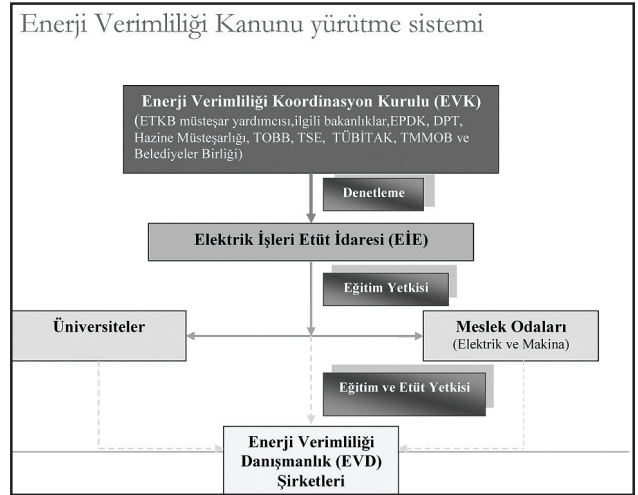 Enerji Verimliliği Kanunu yürütme sistemi
Enerji Verimliliği Koordinasyon Kurulu (EVK)
(ETKB müsteşar yardımcısı,ilgili bakanlıklar,EPDK, DPT,
Hazine Müsteşarlığı, TOBB, TSE, TÜBİTAK, TMMOB ve
Belediyeler Birliği)
Denetleme
Elektrik İşleri Etüt İdaresi (EİE)
Eğitim Yetkisi
Üniversiteler
Meslek Odaları
(Elektrik ve Makina)
Eğitim ve Etüt Yetkisi
Enerji Verimliliği
Danışmanlık (EVD)
Şirketleri